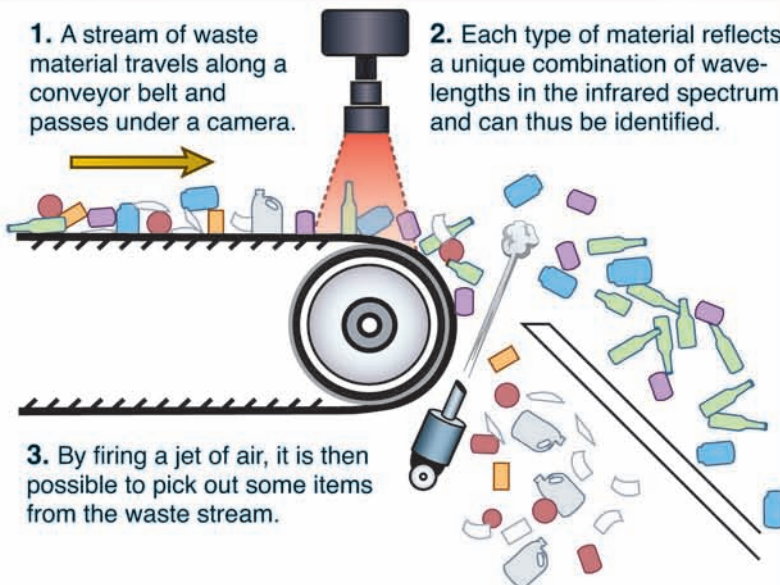 1. A stream of waste
material travels along a
conveyor belt and
passes under a camera.
2. Each type of material reflects
a unique combination of wave-
lengths in the infrared spectrum
and can thus be identified.
3. By firing a jet of air, it is then
possible to pick out some items
from the waste stream.